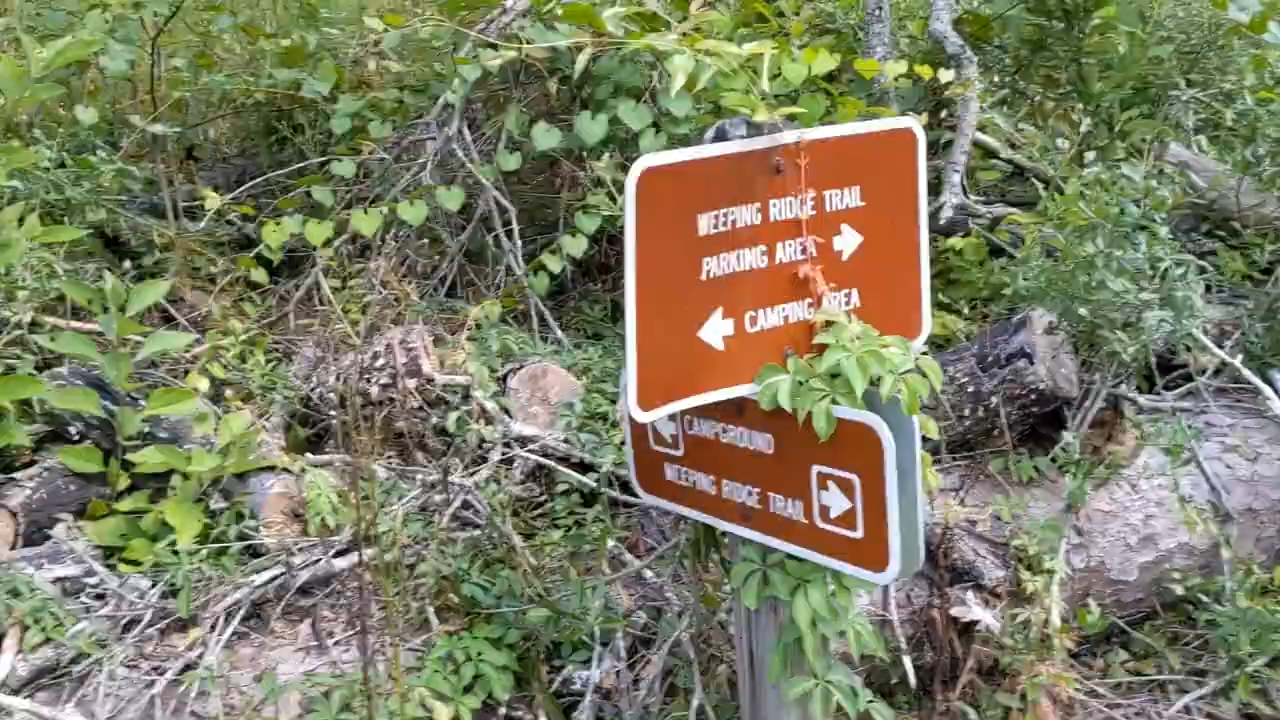 WEEPING RIDGE TRAIL
PARKING AREA
CAMPING AREA
CAMPGROUND
WEEPING RIDGE TRAIL